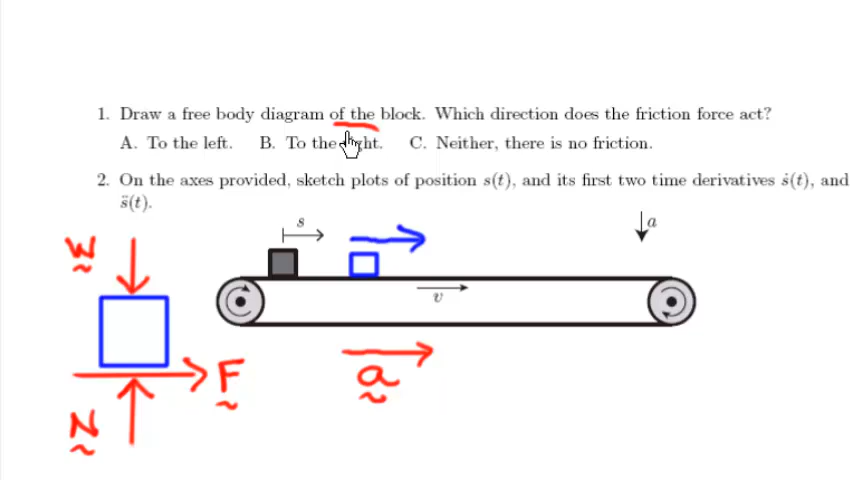 1. Draw a free body diagram of the block. Which direction does the friction force act?
A. To the left. B. To the right. C. Neither, there is no friction.
2. On the axes provided, sketch plots of position s(t), and its first two time derivatives ṡ(t), and
s̈(t).
s
a
W
v
F
a
N